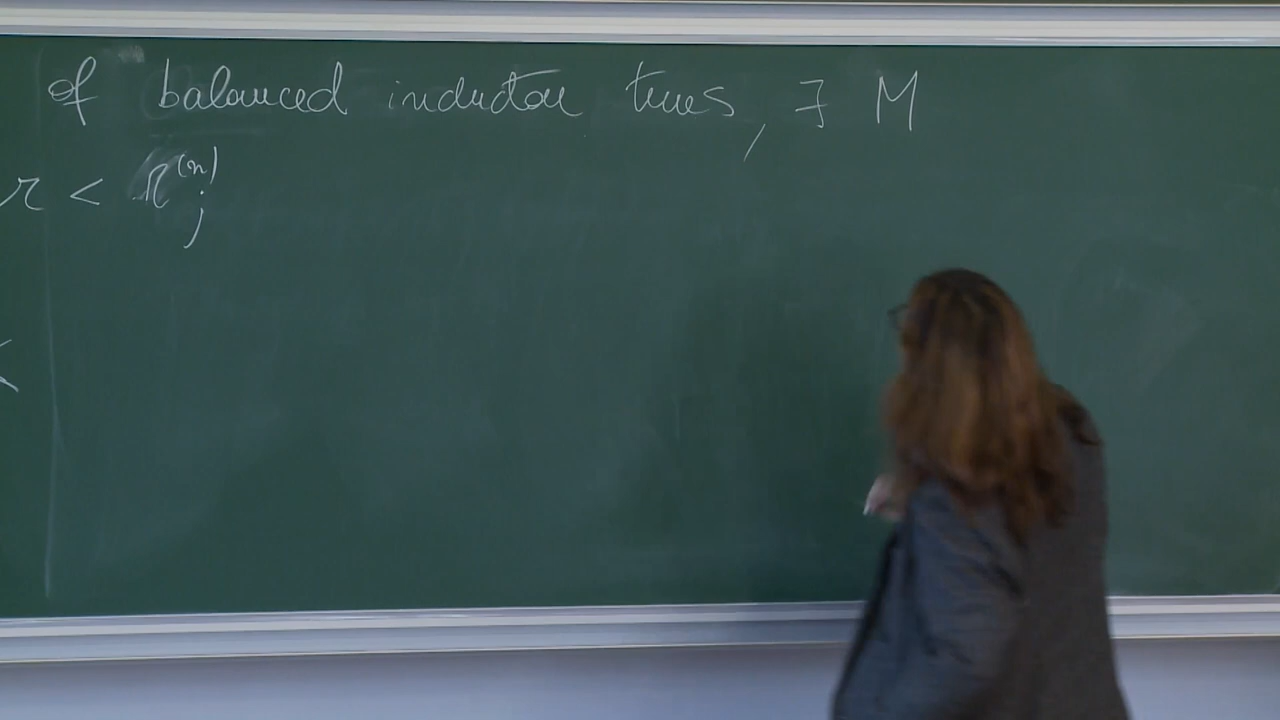 of balanced induction times, ∃ M
r < r_j^{(n)}
<